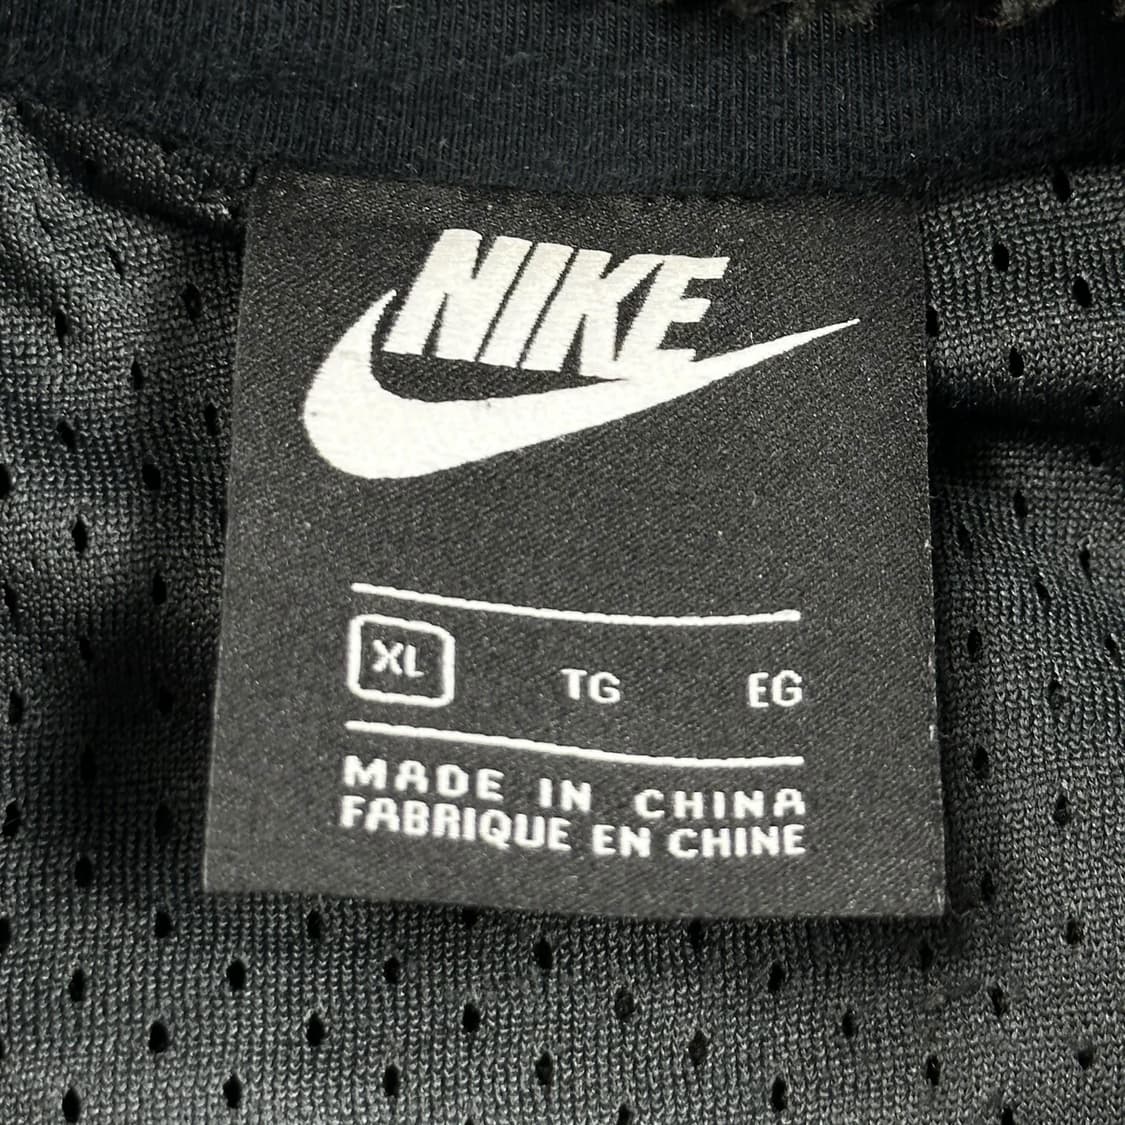 NIKE
XL TG EG
MADE IN CHINA
FABRIQUE EN CHINE